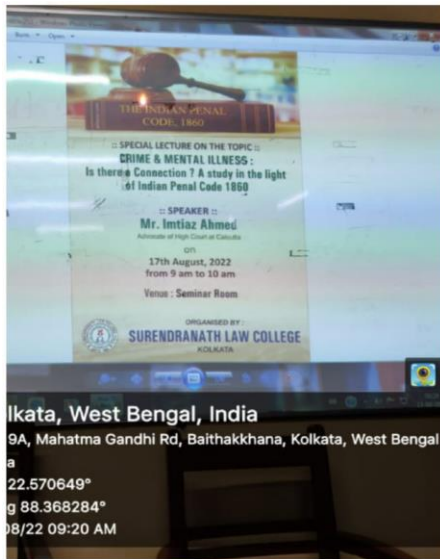 Burn Open
THE INDIAN PENAL
CODE, 1860
:: SPECIAL LECTURE ON THE TOPIC ::
CRIME & MENTAL ILLNESS :
Is there a Connection ? A study in the light
of Indian Penal Code 1860
:: SPEAKER ::
Mr. Imtiaz Ahmed
Advocate of High Court at Calcutta
on
17th August, 2022
from 9 am to 10 am
Venue : Seminar Room
ORGANISED BY :
SURENDRANATH LAW COLLEGE
KOLKATA
lkata, West Bengal, India
9A, Mahatma Gandhi Rd, Baithakkhana, Kolkata, West Bengal
a
22.570649°
g 88.368284°
08/22 09:20 AM